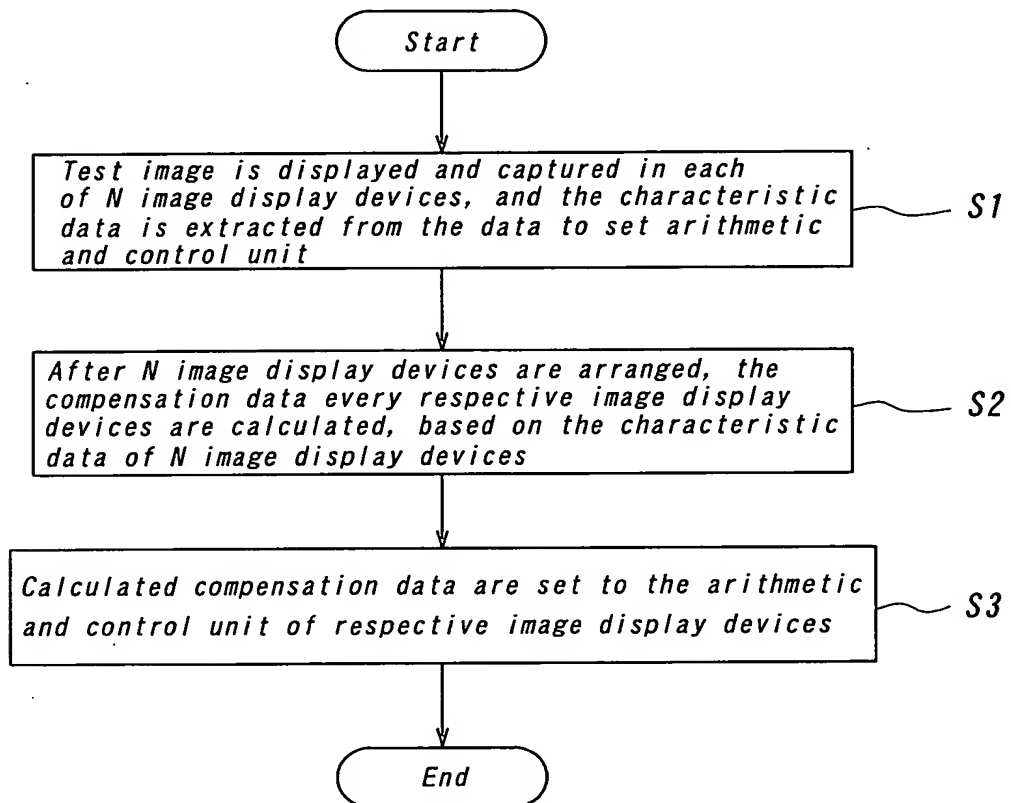 Start
Test image is displayed and captured in each
of N image display devices, and the characteristic
data is extracted from the data to set arithmetic
and control unit
S1
After N image display devices are arranged, the
compensation data every respective image display
devices are calculated, based on the characteristic
data of N image display devices
S2
Calculated compensation data are set to the arithmetic
and control unit of respective image display devices
S3
End